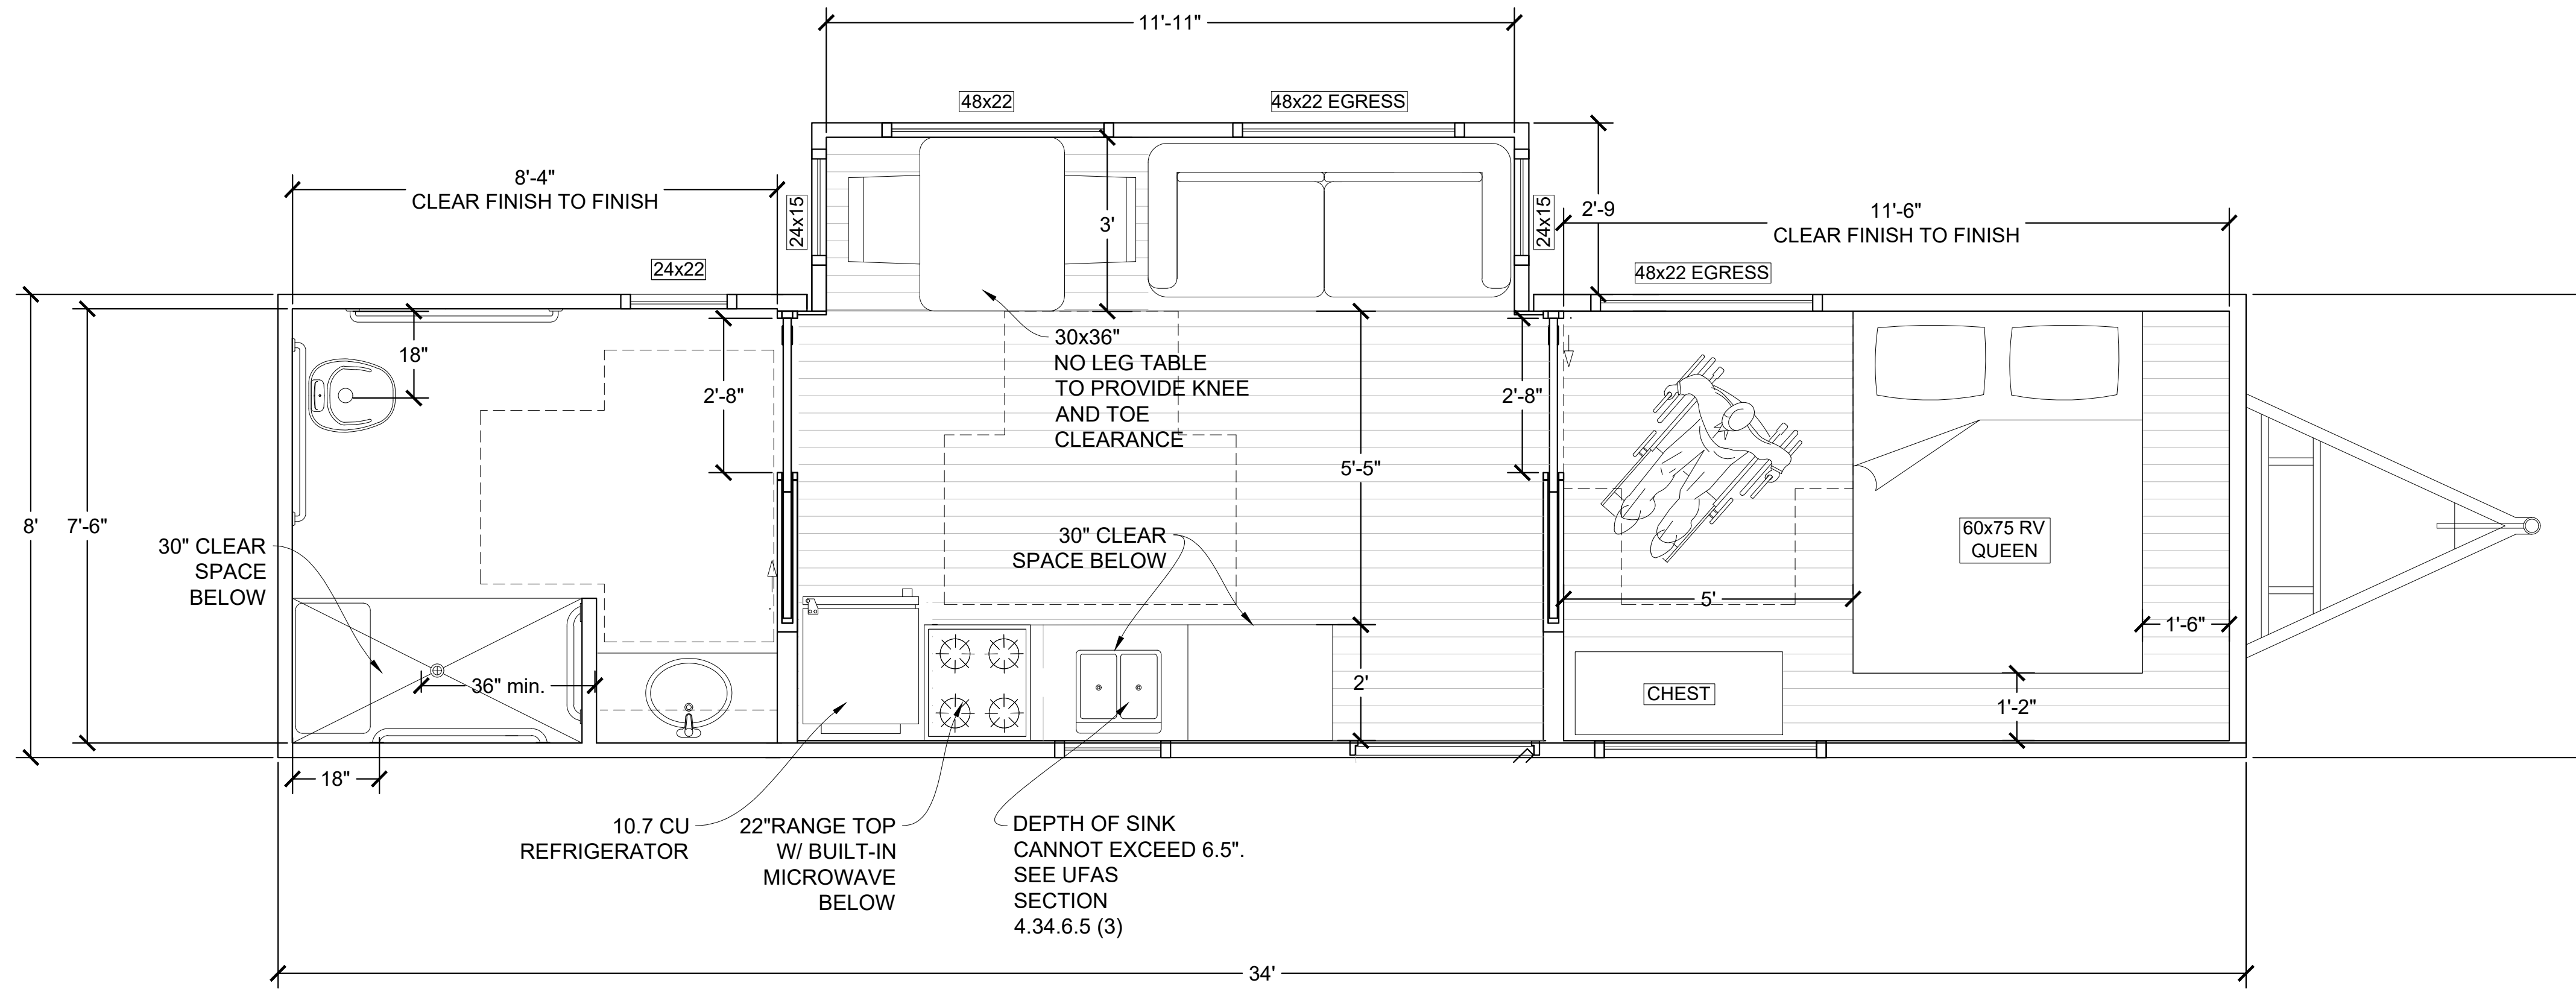 11'-11"
48x22
48x22 EGRESS
8'-4"
CLEAR FINISH TO FINISH
24x15
3'
24x15
2'-9
11'-6"
CLEAR FINISH TO FINISH
24x22
48x22 EGRESS
18"
2'-8"
30x36"
NO LEG TABLE
TO PROVIDE KNEE
AND TOE
CLEARANCE
2'-8"
5'-5"
8'
7'-6"
30" CLEAR
SPACE
BELOW
30" CLEAR
SPACE BELOW
60x75 RV
QUEEN
5'
1'-6"
36" min.
2'
CHEST
1'-2"
18"
10.7 CU
REFRIGERATOR
22"RANGE TOP
W/ BUILT-IN
MICROWAVE
BELOW
DEPTH OF SINK
CANNOT EXCEED 6.5".
SEE UFAS
SECTION
4.34.6.5 (3)
34'